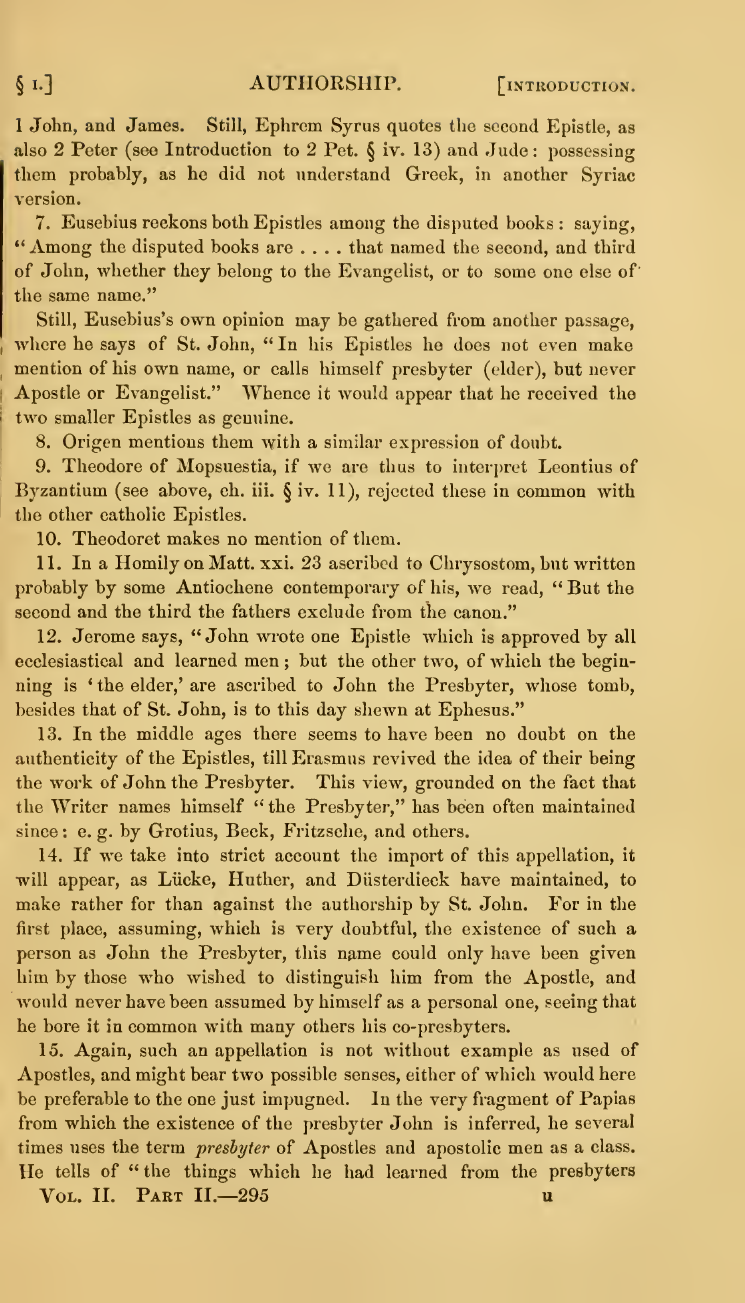 § I.] AUTHORSHIP. [INTRODUCTION.
1 John, and James. Still, Ephrem Syrus quotes the second Epistle, as
also 2 Peter (see Introduction to 2 Pet. § iv. 13) and Jude: possessing
them probably, as he did not understand Greek, in another Syriac
version.
7. Eusebius reckons both Epistles among the disputed books: saying,
“Among the disputed books are . . . . that named the second, and third
of John, whether they belong to the Evangelist, or to some one else of
the same name.”
Still, Eusebius's own opinion may be gathered from another passage,
where he says of St. John, “In his Epistles he does not even make
mention of his own name, or calls himself presbyter (elder), but never
Apostle or Evangelist.” Whence it would appear that he received the
two smaller Epistles as genuine.
8. Origen mentions them with a similar expression of doubt.
9. Theodore of Mopsuestia, if we are thus to interpret Leontius of
Byzantium (see above, ch. iii. § iv. 11), rejected these in common with
the other catholic Epistles.
10. Theodoret makes no mention of them.
11. In a Homily on Matt. xxi. 23 ascribed to Chrysostom, but written
probably by some Antiochene contemporary of his, we read, “But the
second and the third the fathers exclude from the canon.”
12. Jerome says, “John wrote one Epistle which is approved by all
ecclesiastical and learned men; but the other two, of which the begin-
ning is ‘the elder,’ are ascribed to John the Presbyter, whose tomb,
besides that of St. John, is to this day shewn at Ephesus.”
13. In the middle ages there seems to have been no doubt on the
authenticity of the Epistles, till Erasmus revived the idea of their being
the work of John the Presbyter. This view, grounded on the fact that
the Writer names himself “the Presbyter,” has been often maintained
since: e. g. by Grotius, Beck, Fritzsche, and others.
14. If we take into strict account the import of this appellation, it
will appear, as Lücke, Huther, and Düsterdieck have maintained, to
make rather for than against the authorship by St. John. For in the
first place, assuming, which is very doubtful, the existence of such a
person as John the Presbyter, this name could only have been given
him by those who wished to distinguish him from the Apostle, and
would never have been assumed by himself as a personal one, seeing that
he bore it in common with many others his co-presbyters.
15. Again, such an appellation is not without example as used of
Apostles, and might bear two possible senses, either of which would here
be preferable to the one just impugned. In the very fragment of Papias
from which the existence of the presbyter John is inferred, he several
times uses the term presbyter of Apostles and apostolic men as a class.
He tells of “the things which he had learned from the presbyters
VOL. II. PART II.—295 u